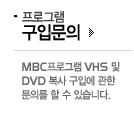 · 프로그램
구입문의
MBC프로그램 VHS 및
DVD 복사 구입에 관한
문의를 할 수 있습니다.